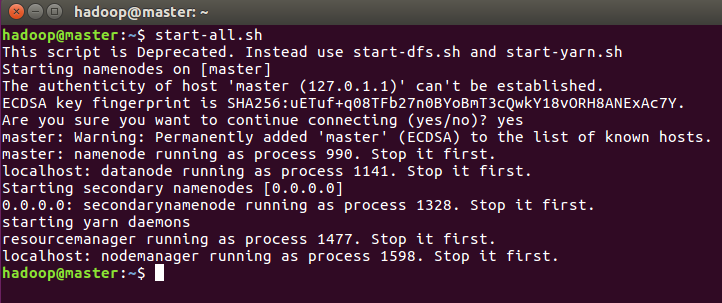 hadoop@master: ~
hadoop@master:~$ start-all.sh
This script is Deprecated. Instead use start-dfs.sh and start-yarn.sh
Starting namenodes on [master]
The authenticity of host 'master (127.0.1.1)' can't be established.
ECDSA key fingerprint is SHA256:uETuf+q08TFb27n0BYoBmT3cQwkY18vORH8ANExAc7Y.
Are you sure you want to continue connecting (yes/no)? yes
master: Warning: Permanently added 'master' (ECDSA) to the list of known hosts.
master: namenode running as process 990. Stop it first.
localhost: datanode running as process 1141. Stop it first.
Starting secondary namenodes [0.0.0.0]
0.0.0.0: secondarynamenode running as process 1328. Stop it first.
starting yarn daemons
resourcemanager running as process 1477. Stop it first.
localhost: nodemanager running as process 1598. Stop it first.
hadoop@master:~$